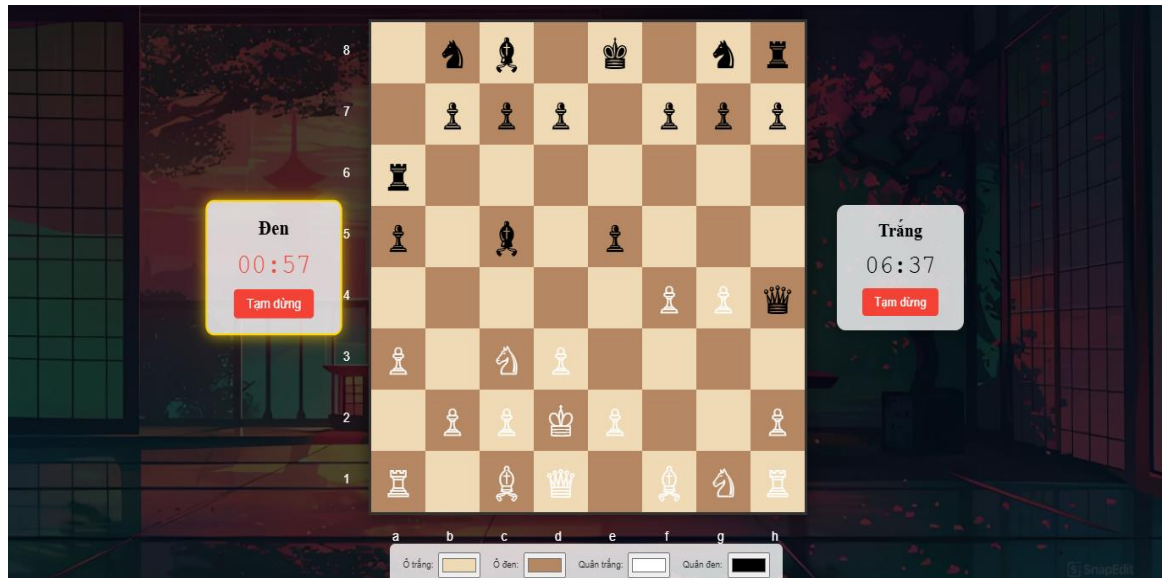 8
7
6
5
4
3
2
1
Đen
00:57
Tạm dừng
Trắng
06:37
Tạm dừng
a b c d e f g h
Ô trắng: Ô đen: Quân trắng: Quân đen:
SnapEdit